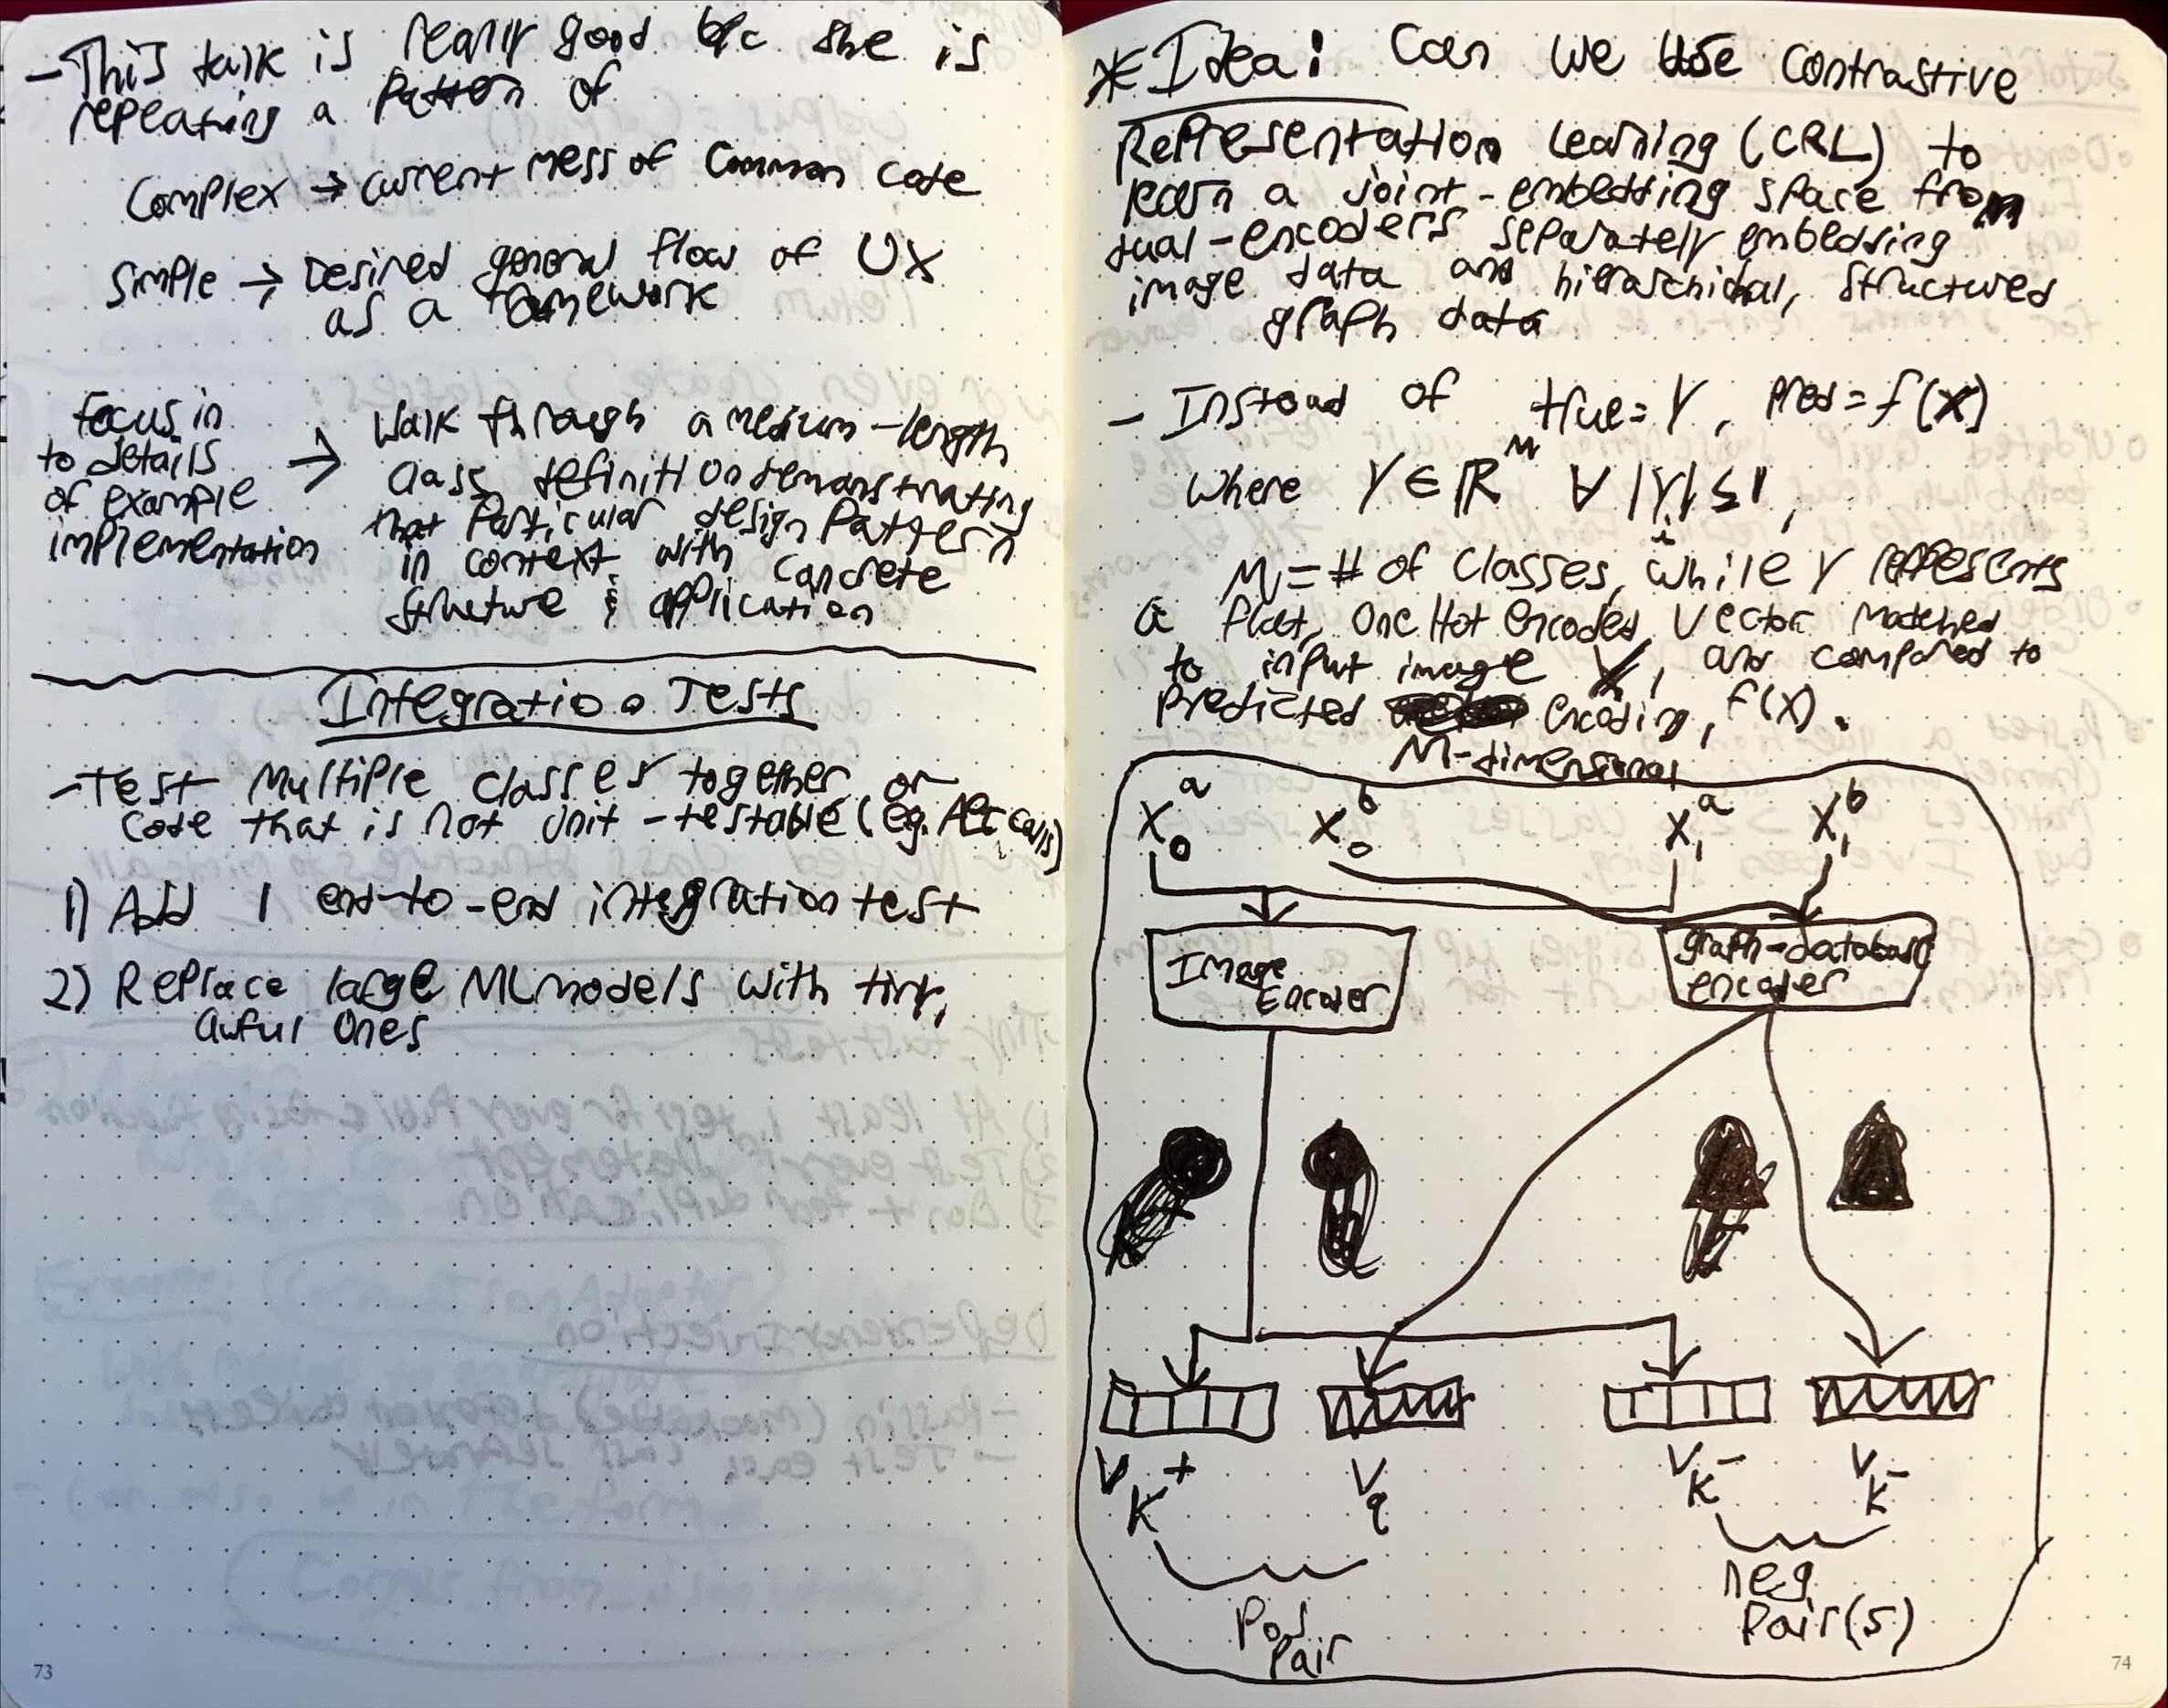 - This talk is really good b/c she is
repeating a pattern of
Complex → current mess of common code
Simple → Desired general flow of UX
as a framework
Focus in
to details
of example
implementation
→ Walk through a medium-length
class definition demonstrating
that particular design pattern
in context with concrete
structure & application
Integration Tests
- Test multiple classes together or
code that is not unit-testable (eg. API calls)
1) Add 1 end-to-end integration test
2) Replace large ML models with tiny,
awful ones
73
* Idea: Can we use contrastive
Representation Learning (CRL) to
learn a joint-embedding space from
dual-encoders separately embedding
image data and hierarchichal, structured
graph data
- Instead of true = Y, pred = f(X)
Where Y ∈ ℝ^M ∀ |Y_i| ≤ 1,
M = # of classes, while Y represents
a flat, One Hot encoded vector matched
to input image X, and compared to
predicted encoding, f(X).
M-dimensional
X_0^a X_0^b X_1^a X_1^b
Image
Encoder
graph-database
encoder
V_k+ V_q V_k- V_k-
Pos
Pair
neg
Pair(s)
74